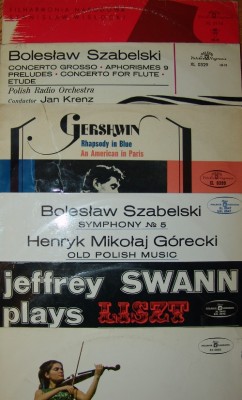 FILHARMONIA
Bolesław Szabelski
CONCERTO GROSSO · APHORISMES 9
PRELUDES · CONCERTO FOR FLUTE ·
ETUDE
Polish Radio Orchestra
Conductor Jan Krenz
GERSHWIN
Rhapsody in Blue
An American in Paris
Bolesław Szabelski
SYMPHONY № 5
Henryk Mikołaj Górecki
OLD POLISH MUSIC
jeffrey SWANN
plays LISZT